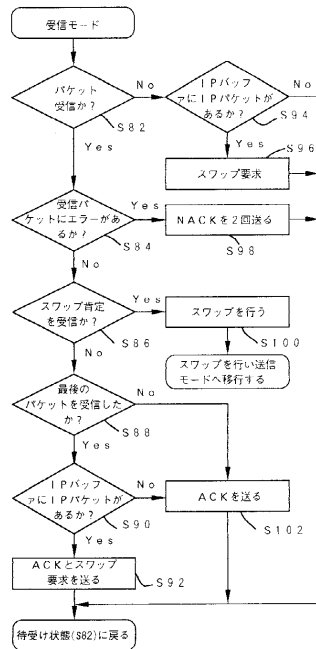 受信モード
パケット
受信か？
No
S82
Yes
IPバッフ
ァにIPパケットが
あるか？
No
S94
Yes
S96
スワップ要求
受信パ
ケットにエラーがあ
るか？
Yes
S84
No
NACKを2回送る
S98
スワップ肯定
を受信か？
Yes
S86
No
スワップを行う
S100
スワップを行い送信
モードへ移行する
最後の
パケットを受信した
か？
No
S88
Yes
IPバッフ
ァにIPパケットが
あるか？
No
S90
Yes
ACKを送る
S102
ACKとスワップ
要求を送る
S92
待受け状態(S82)に戻る